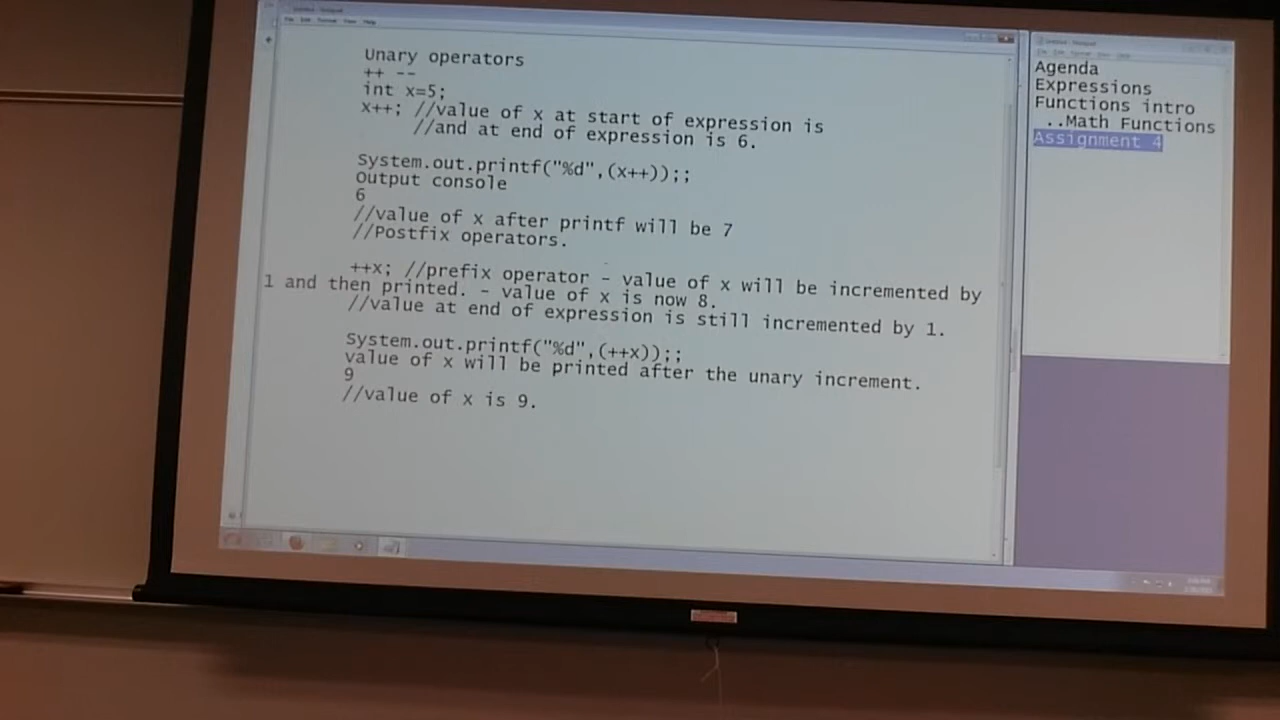 Unary operators
++ --
int x=5;
x++; //value of x at start of expression is
//and at end of expression is 6.
System.out.printf("%d",(x++));;
Output console
6
//value of x after printf will be 7
//Postfix operators.
++x; //prefix operator - value of x will be incremented by
1 and then printed. - value of x is now 8.
//value at end of expression is still incremented by 1.
System.out.printf("%d",(++x));;
value of x will be printed after the unary increment.
9
//value of x is 9.
Agenda
Expressions
Functions intro
..Math Functions
Assignment 4